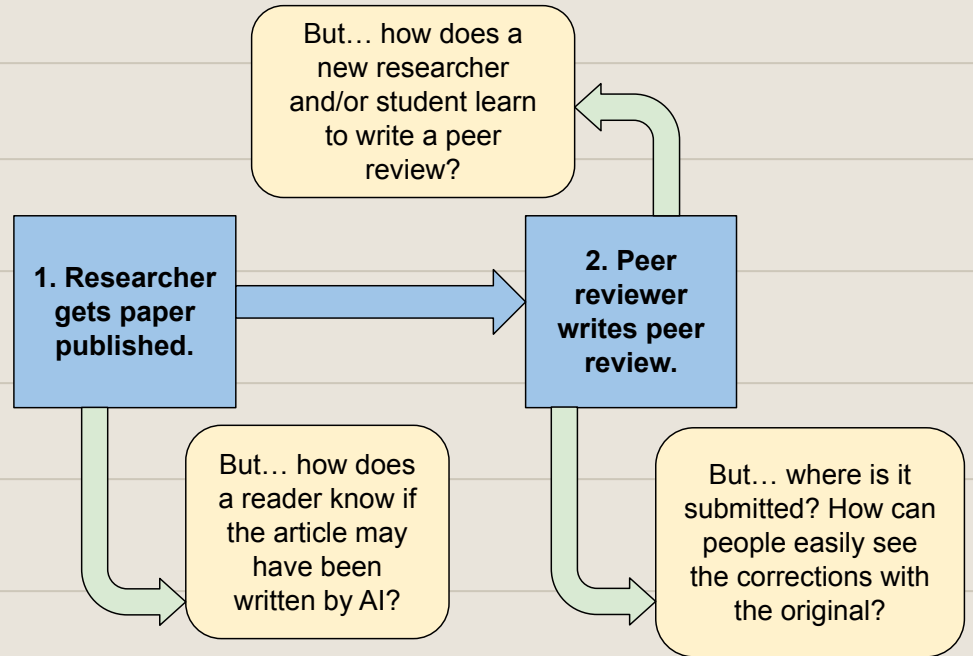 But… how does a
new researcher
and/or student learn
to write a peer
review?
1. Researcher
gets paper
published.
2. Peer
reviewer
writes peer
review.
But… how does
a reader know if
the article may
have been
written by AI?
But… where is it
submitted? How can
people easily see
the corrections with
the original?